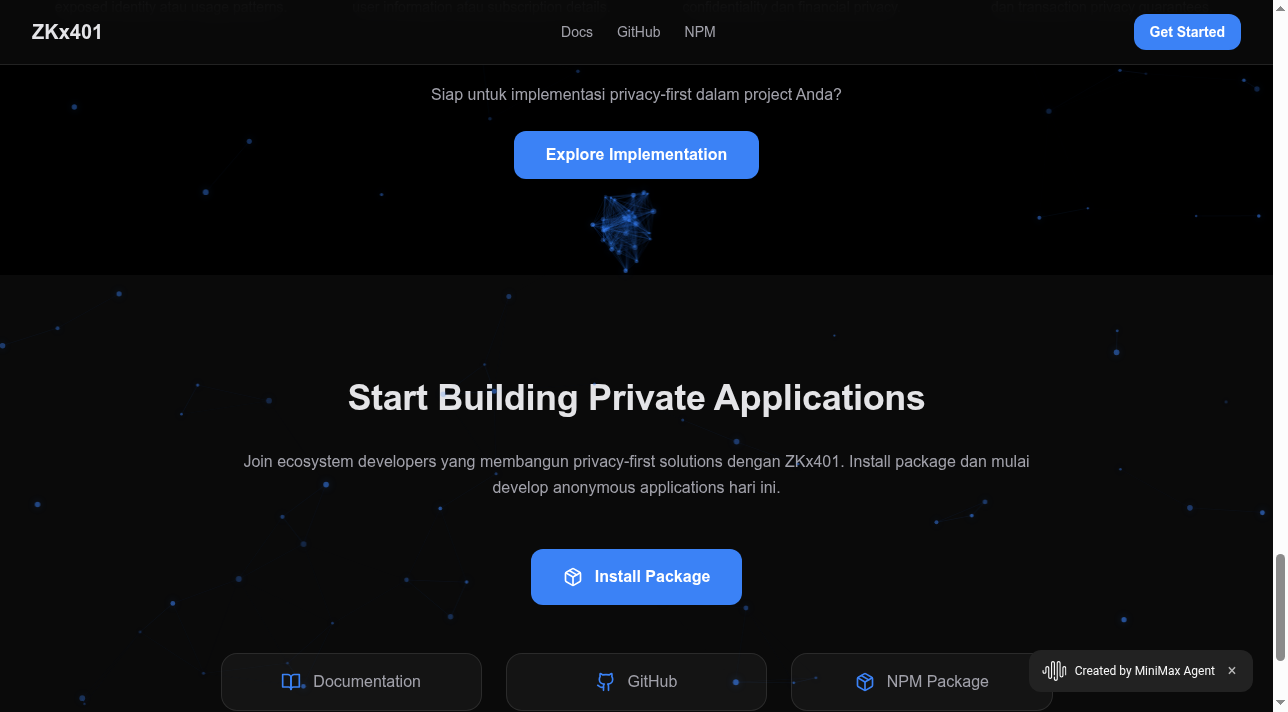 ZKx401
Docs
GitHub
NPM
Get Started
Siap untuk implementasi privacy-first dalam project Anda?
Explore Implementation
Start Building Private Applications
Join ecosystem developers yang membangun privacy-first solutions dengan ZKx401. Install package dan mulai
develop anonymous applications hari ini.
Install Package
Documentation
GitHub
NPM Package
Created by MiniMax Agent ×